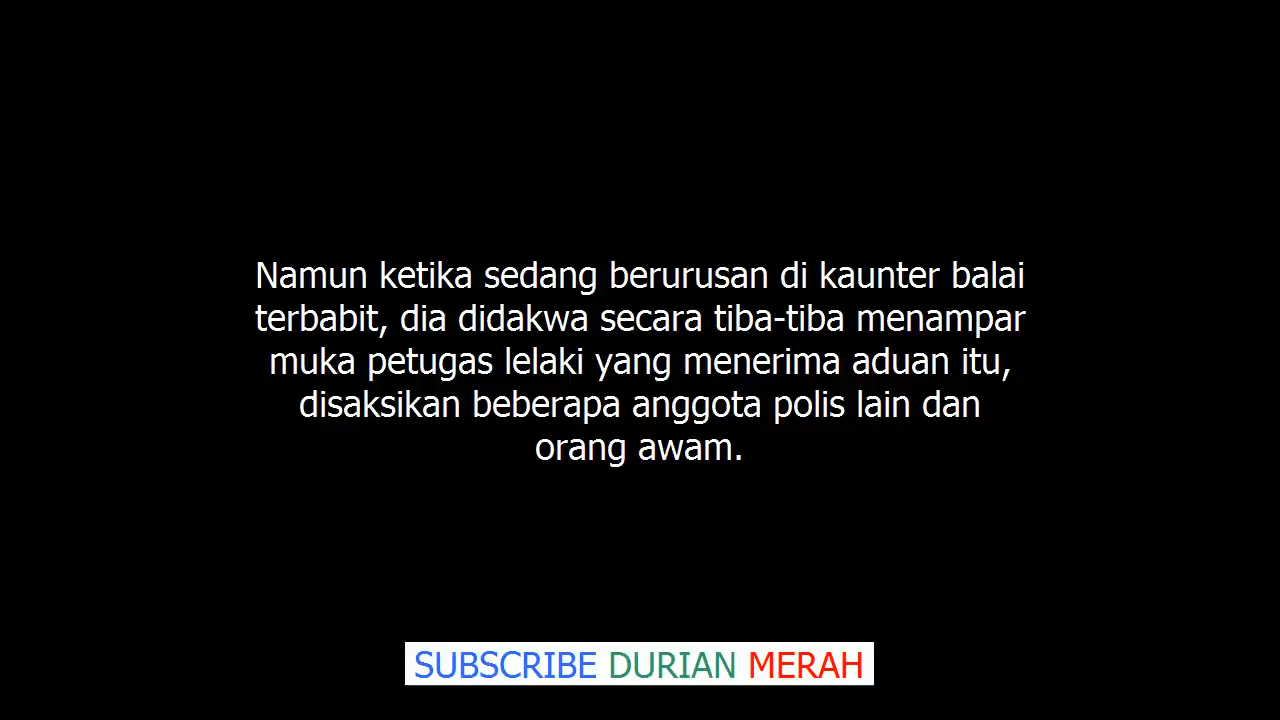 Namun ketika sedang berurusan di kaunter balai
terbabit, dia didakwa secara tiba-tiba menampar
muka petugas lelaki yang menerima aduan itu,
disaksikan beberapa anggota polis lain dan
orang awam.
SUBSCRIBE DURIAN MERAH